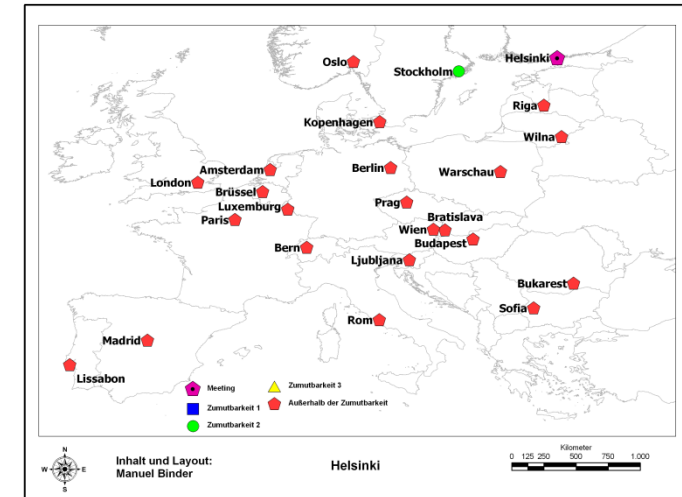 Oslo
Helsinki
Stockholm
Riga
Kopenhagen
Wilna
Amsterdam
Berlin
Warschau
London
Brüssel
Luxemburg
Prag
Paris
Bratislava
Wien
Budapest
Bern
Ljubljana
Bukarest
Sofia
Rom
Madrid
Lissabon
Meeting
Zumutbarkeit 3
Zumutbarkeit 1
Außerhalb der Zumutbarkeit
Zumutbarkeit 2
N
W E
S
Inhalt und Layout:
Manuel Binder
Helsinki
Kilometer
0 125 250 500 750 1.000